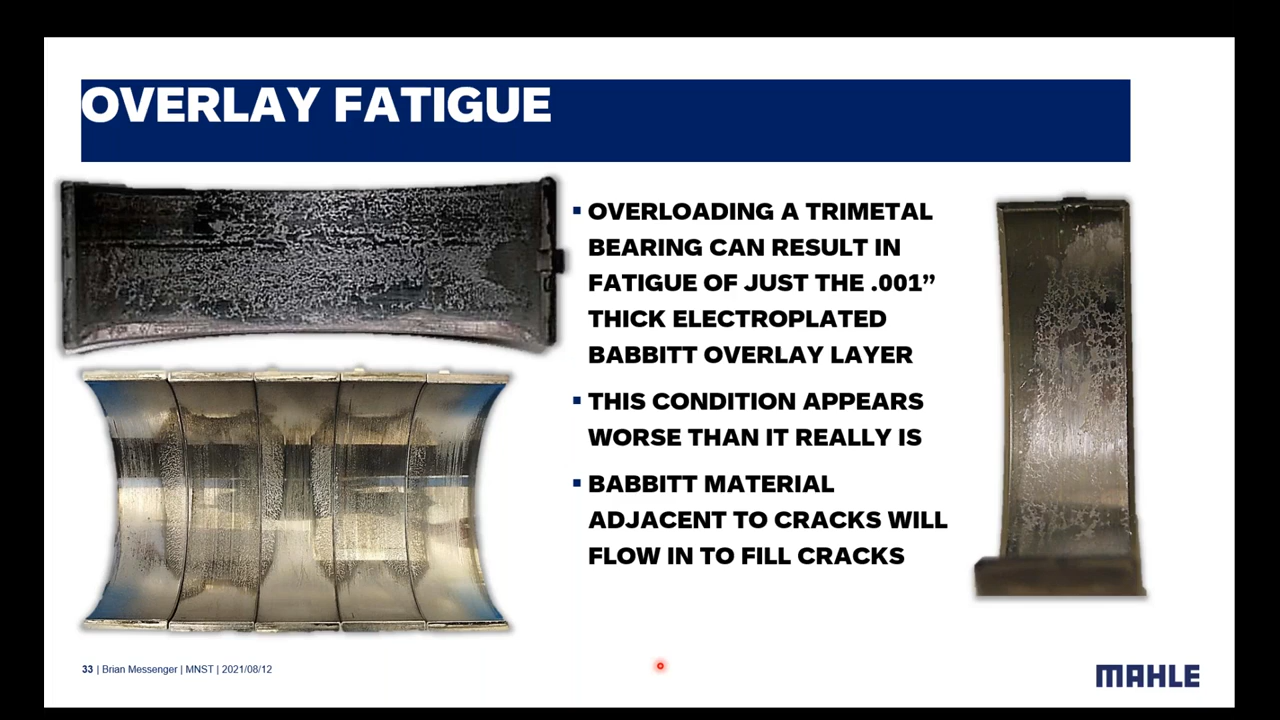 OVERLAY FATIGUE
▪ OVERLOADING A TRIMETAL
BEARING CAN RESULT IN
FATIGUE OF JUST THE .001”
THICK ELECTROPLATED
BABBITT OVERLAY LAYER
▪ THIS CONDITION APPEARS
WORSE THAN IT REALLY IS
▪ BABBITT MATERIAL
ADJACENT TO CRACKS WILL
FLOW IN TO FILL CRACKS
33 | Brian Messenger | MNST | 2021/08/12
MAHLE